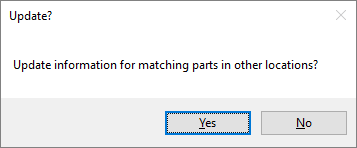 Update?
Update information for matching parts in other locations?
Yes
No